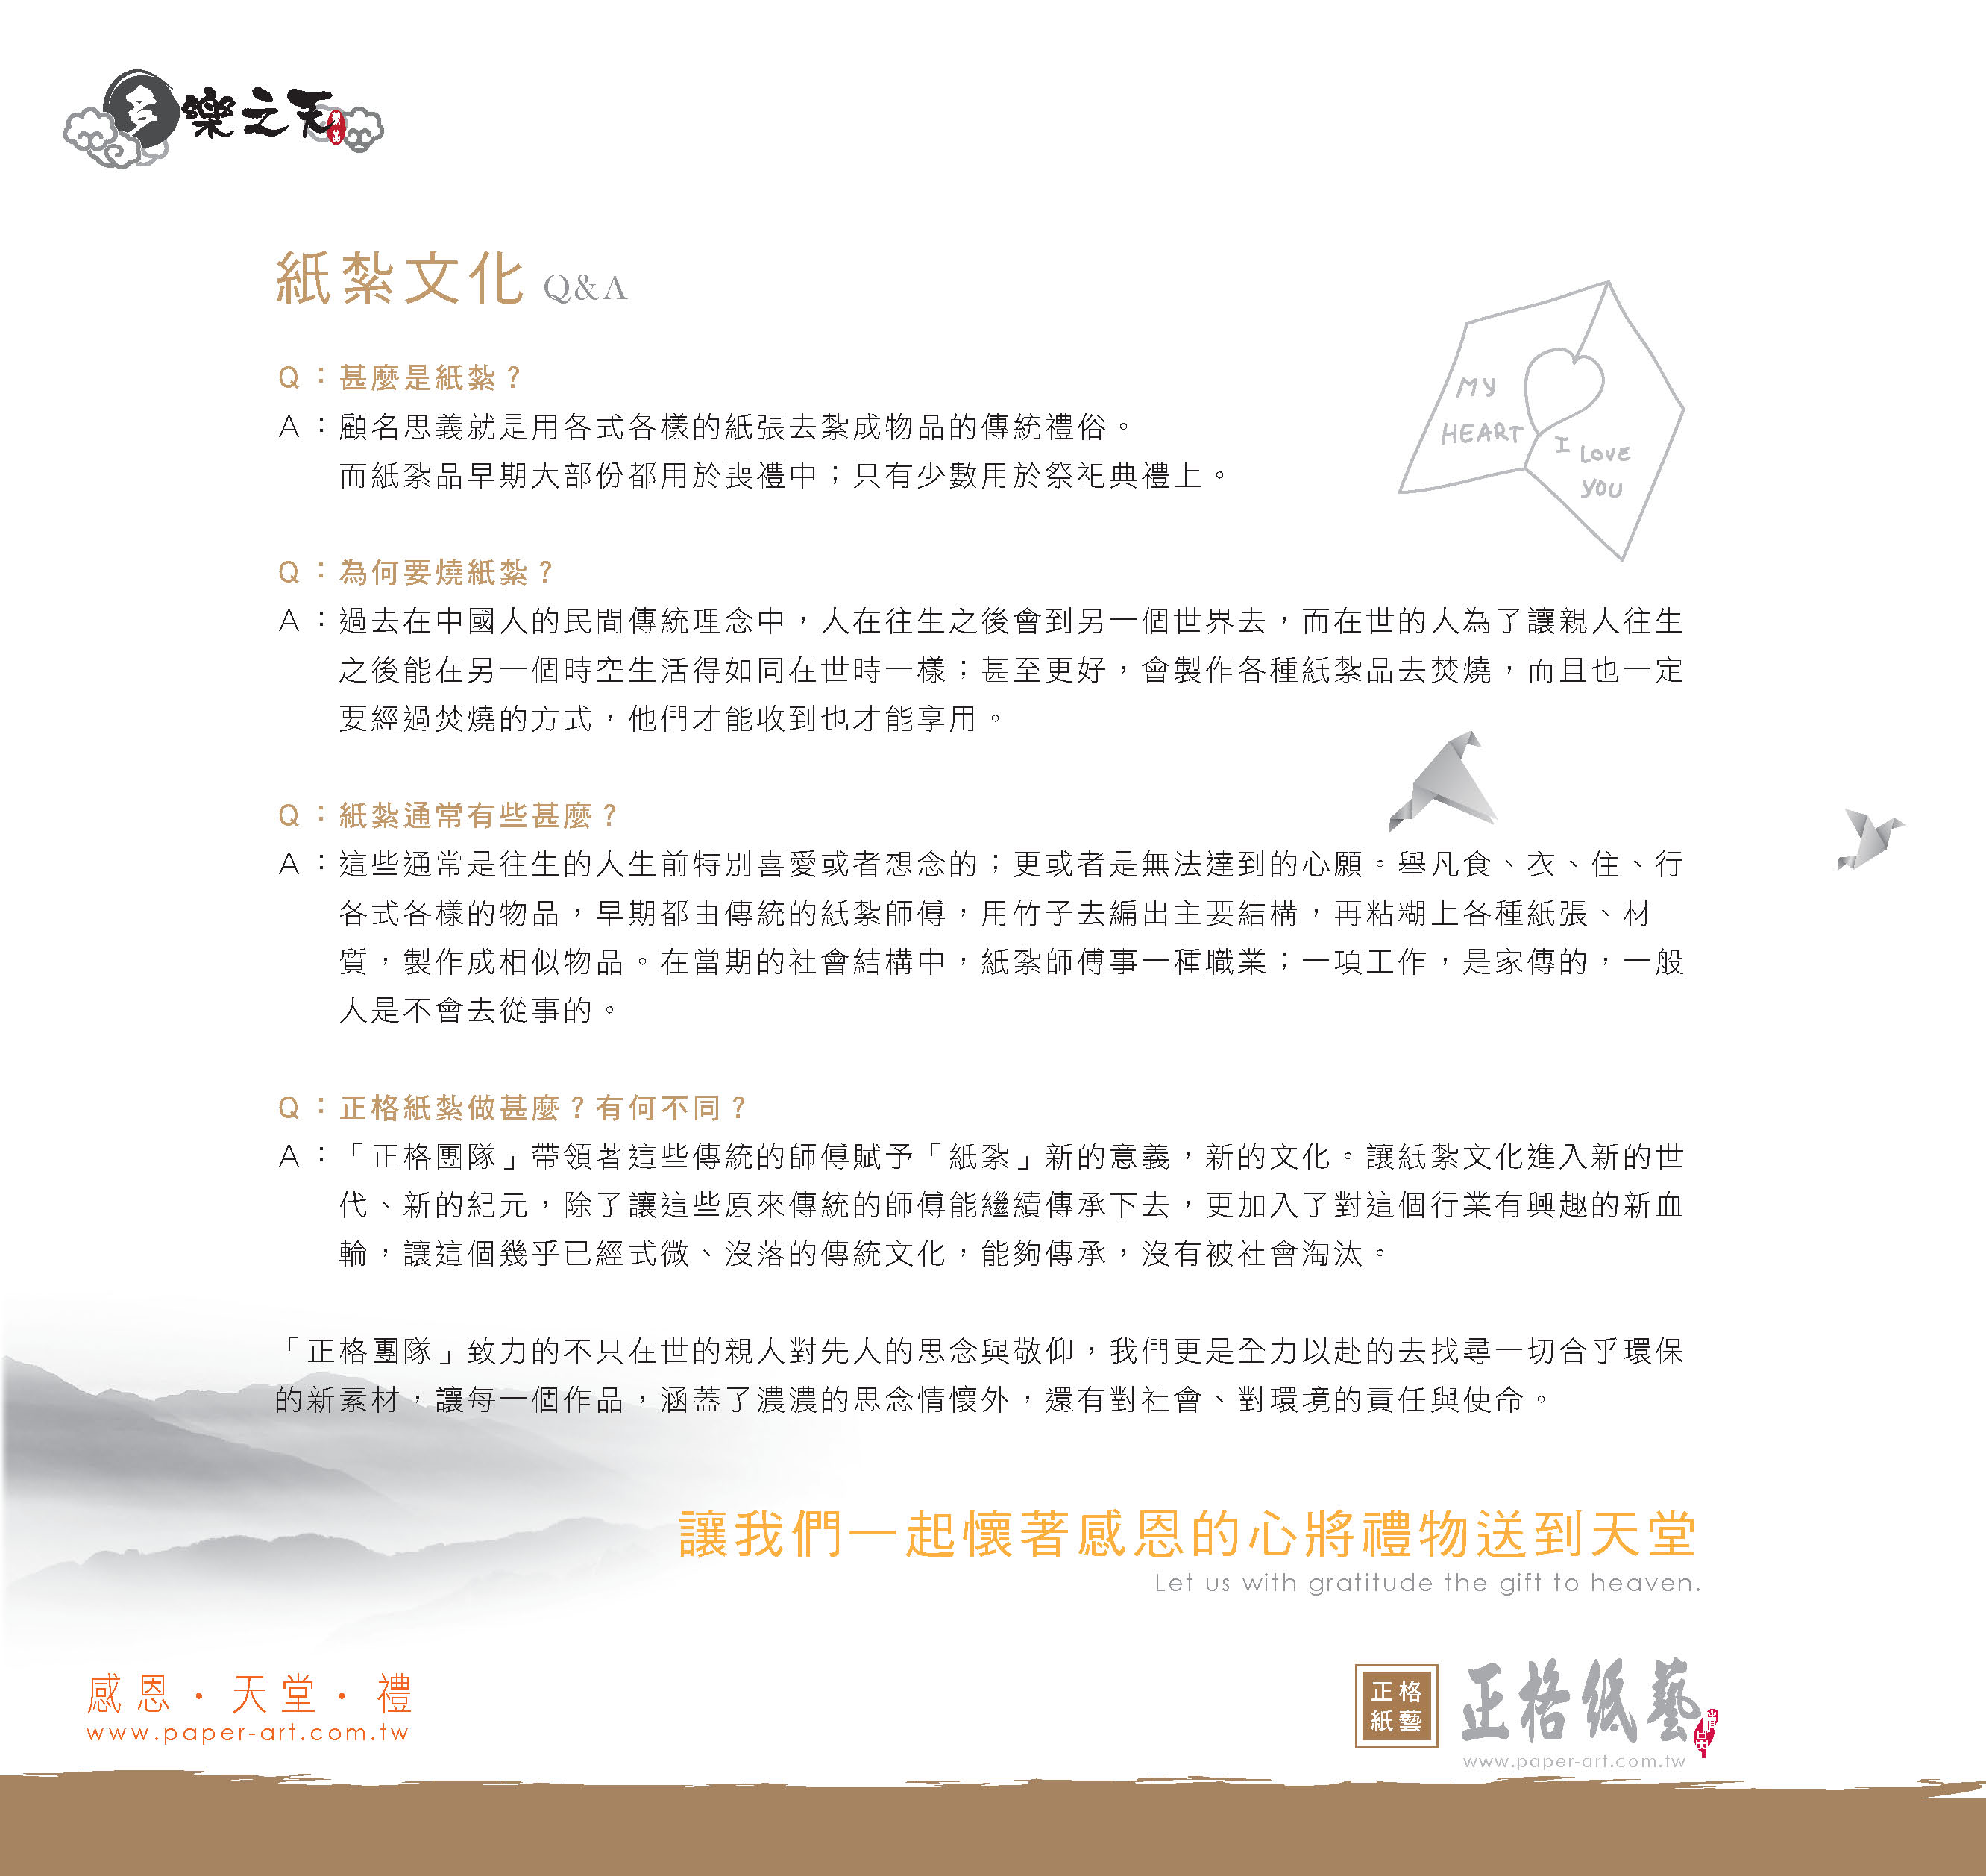 樂之天
紙紮文化 Q&A
MY
HEART
I LOVE
YOU
Q：甚麼是紙紮？
A：顧名思義就是用各式各樣的紙張去紮成物品的傳統禮俗。
而紙紮品早期大部份都用於喪禮中；只有少數用於祭祀典禮上。
Q：為何要燒紙紮？
A：過去在中國人的民間傳統理念中，人在往生之後會到另一個世界去，而在世的人為了讓親人往生
之後能在另一個時空生活得如同在世時一樣；甚至更好，會製作各種紙紮品去焚燒，而且也一定
要經過焚燒的方式，他們才能收到也才能享用。
Q：紙紮通常有些甚麼？
A：這些通常是往生的人生前特別喜愛或者想念的；更或者是無法達到的心願。舉凡食、衣、住、行
各式各樣的物品，早期都由傳統的紙紮師傅，用竹子去編出主要結構，再粘糊上各種紙張、材
質，製作成相似物品。在當期的社會結構中，紙紮師傅事一種職業；一項工作，是家傳的，一般
人是不會去從事的。
Q：正格紙紮做甚麼？有何不同？
A：「正格團隊」帶領著這些傳統的師傅賦予「紙紮」新的意義，新的文化。讓紙紮文化進入新的世
代、新的紀元，除了讓這些原來傳統的師傅能繼續傳承下去，更加入了對這個行業有興趣的新血
輪，讓這個幾乎已經式微、沒落的傳統文化，能夠傳承，沒有被社會淘汰。
「正格團隊」致力的不只在世的親人對先人的思念與敬仰，我們更是全力以赴的去找尋一切合乎環保
的新素材，讓每一個作品，涵蓋了濃濃的思念情懷外，還有對社會、對環境的責任與使命。
讓我們一起懷著感恩的心將禮物送到天堂
Let us with gratitude the gift to heaven.
感恩・天堂・禮
www.paper-art.com.tw
正格
紙藝
正格紙藝
精品
www.paper-art.com.tw